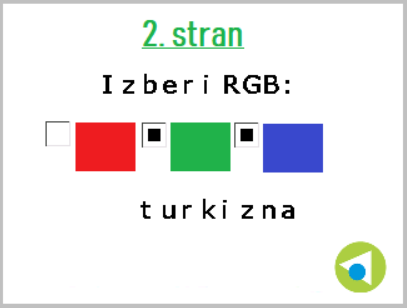 2. stran
Izberi RGB:
turkizna